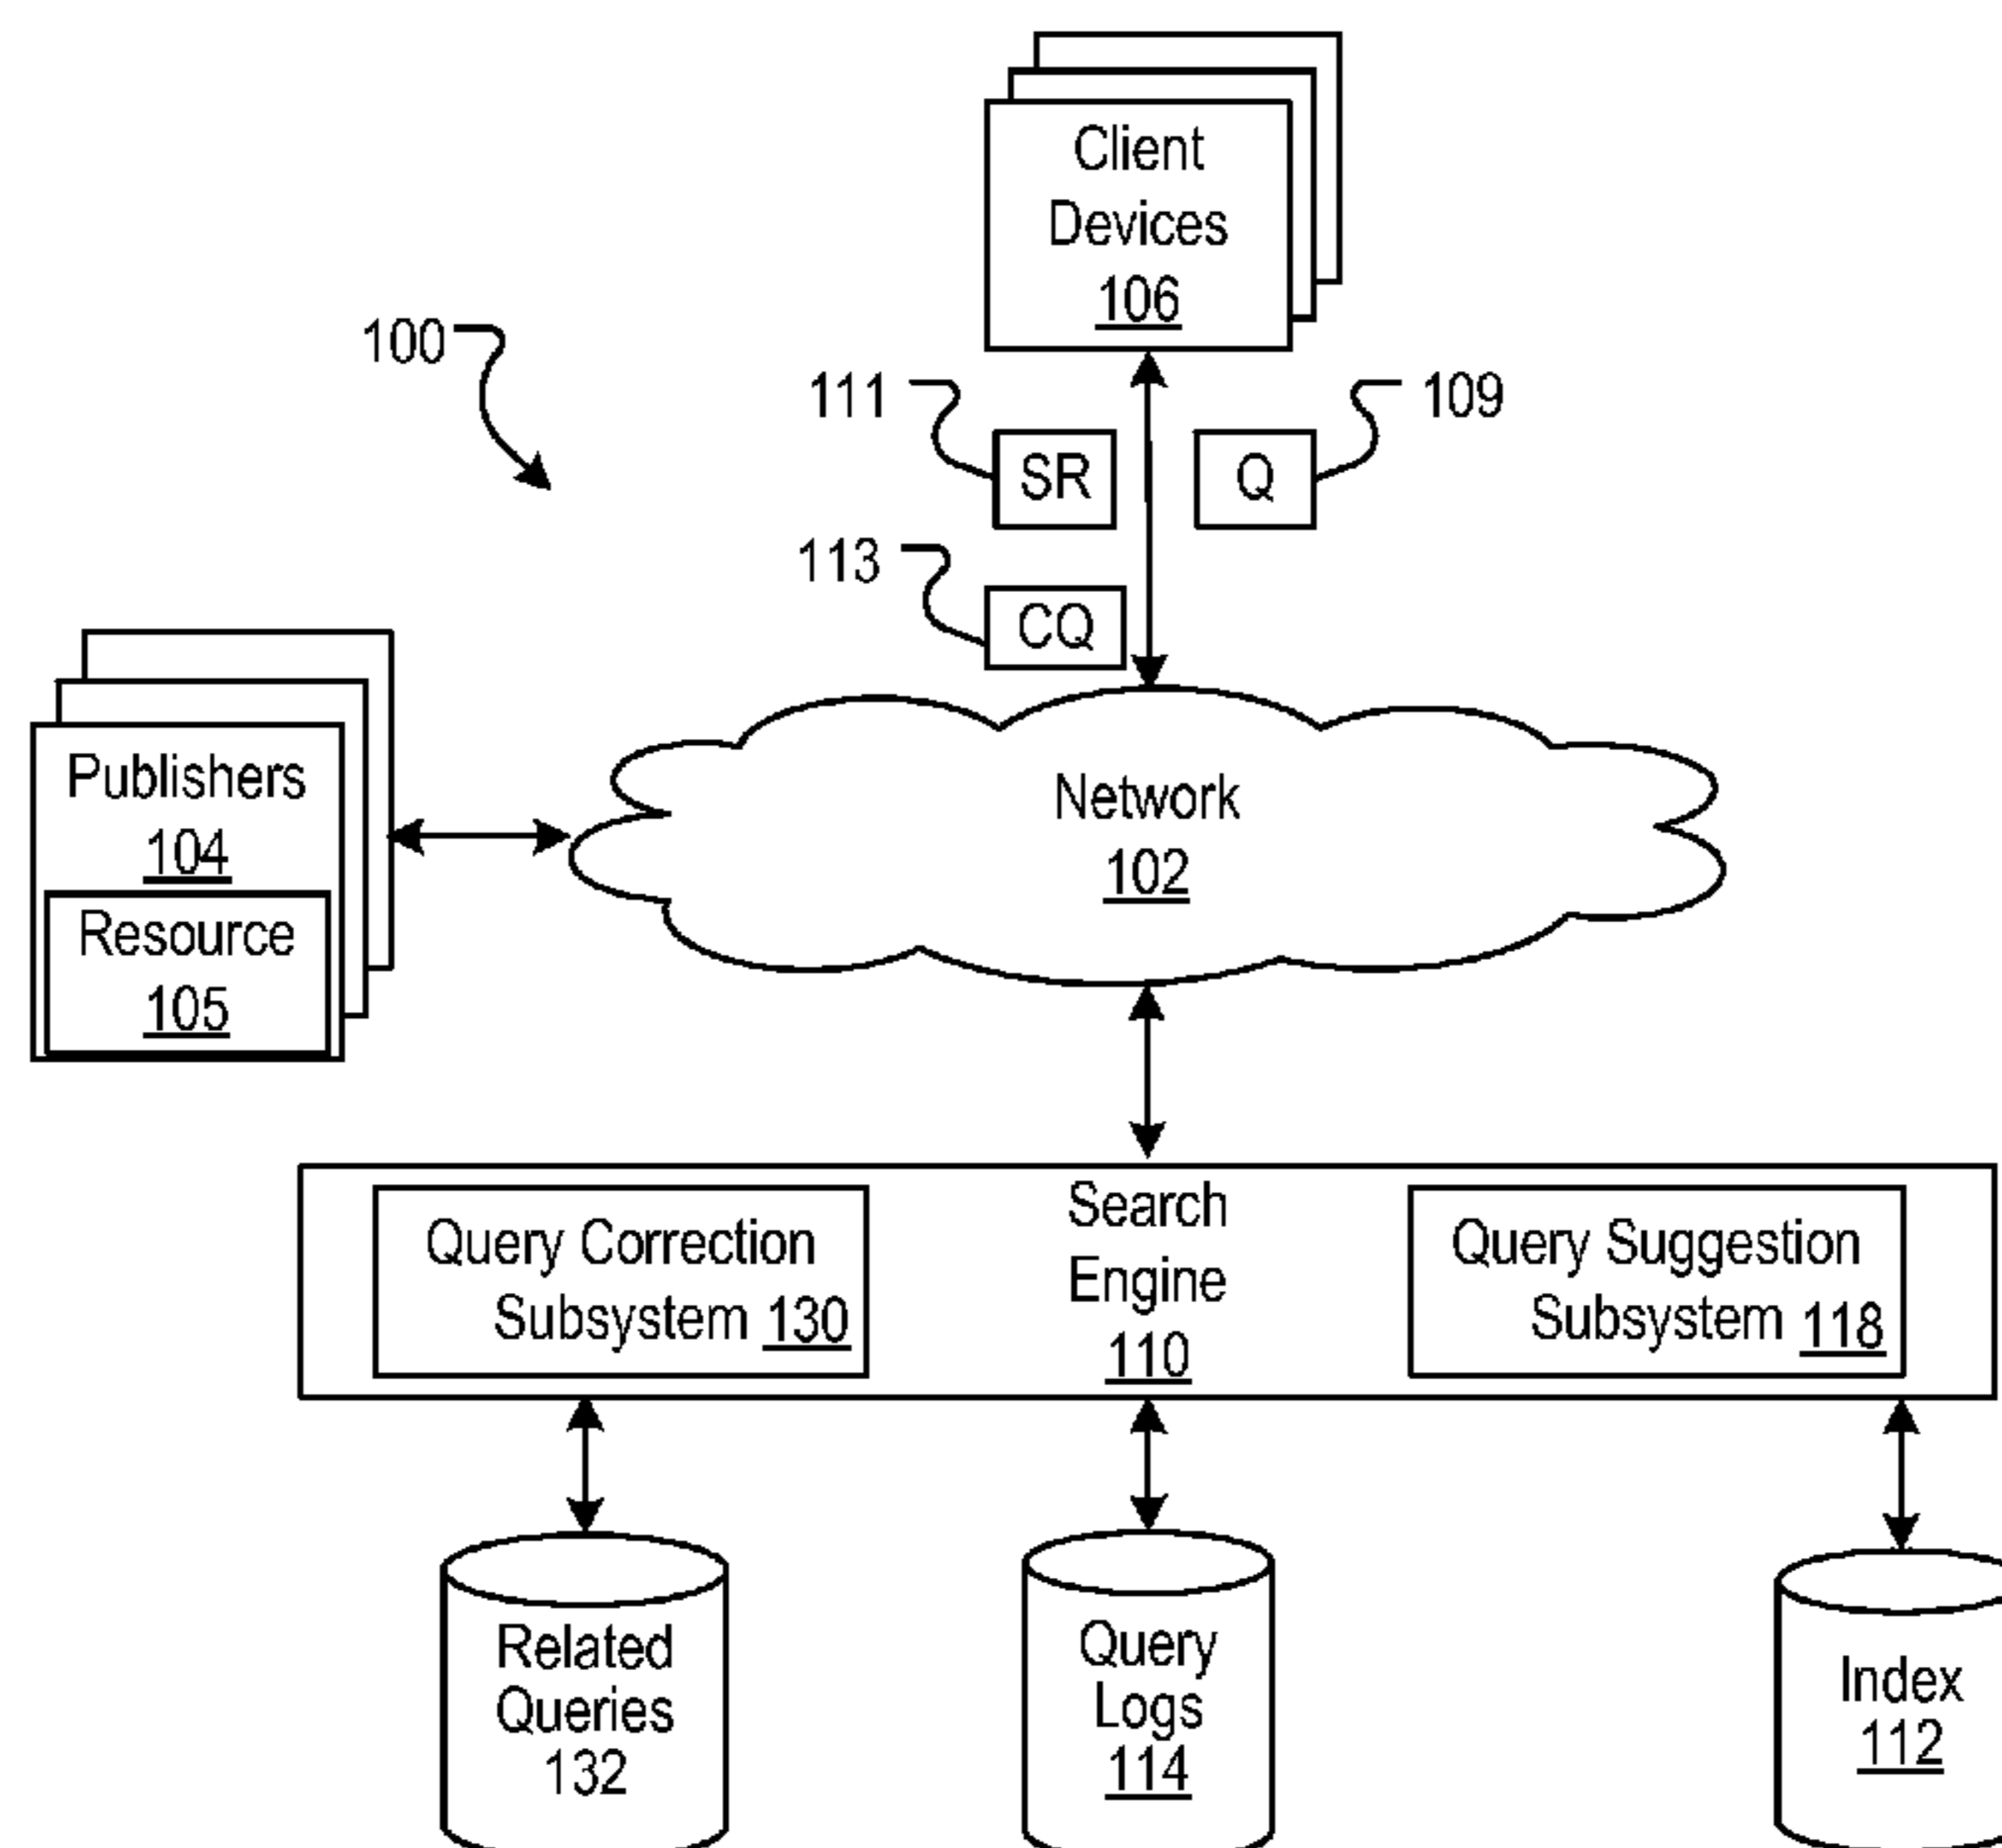 Client
Devices
106
100
111
109
SR
Q
113
CQ
Publishers
104
Resource
105
Network
102
Query Correction
Subsystem 130
Search
Engine
110
Query Suggestion
Subsystem 118
Related
Queries
132
Query
Logs
114
Index
112